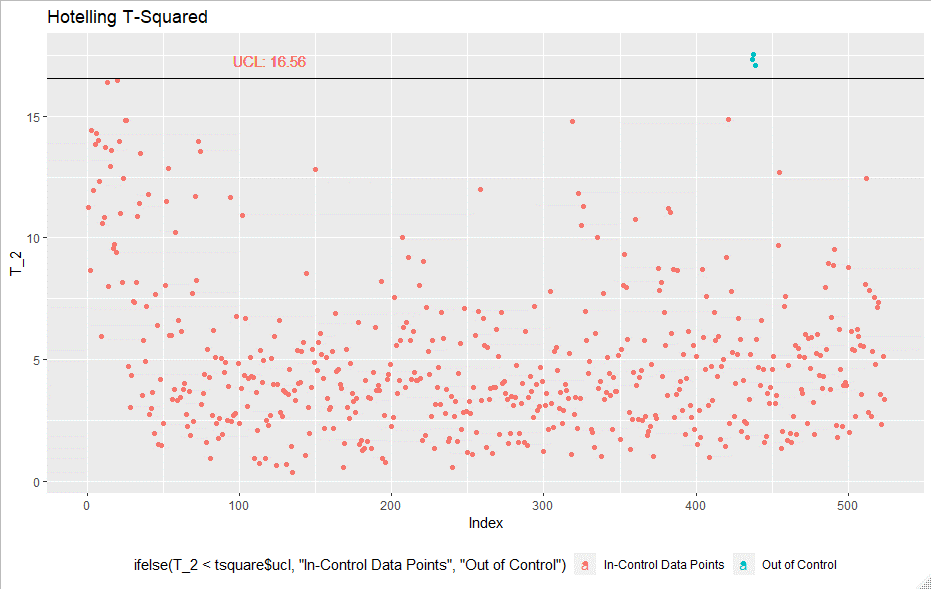 Hotelling T-Squared
UCL: 16.56
15
10
5
0
T_2
0 100 200 300 400 500
Index
ifelse(T_2 < tsquare$ucl, "In-Control Data Points", "Out of Control") a In-Control Data Points a Out of Control